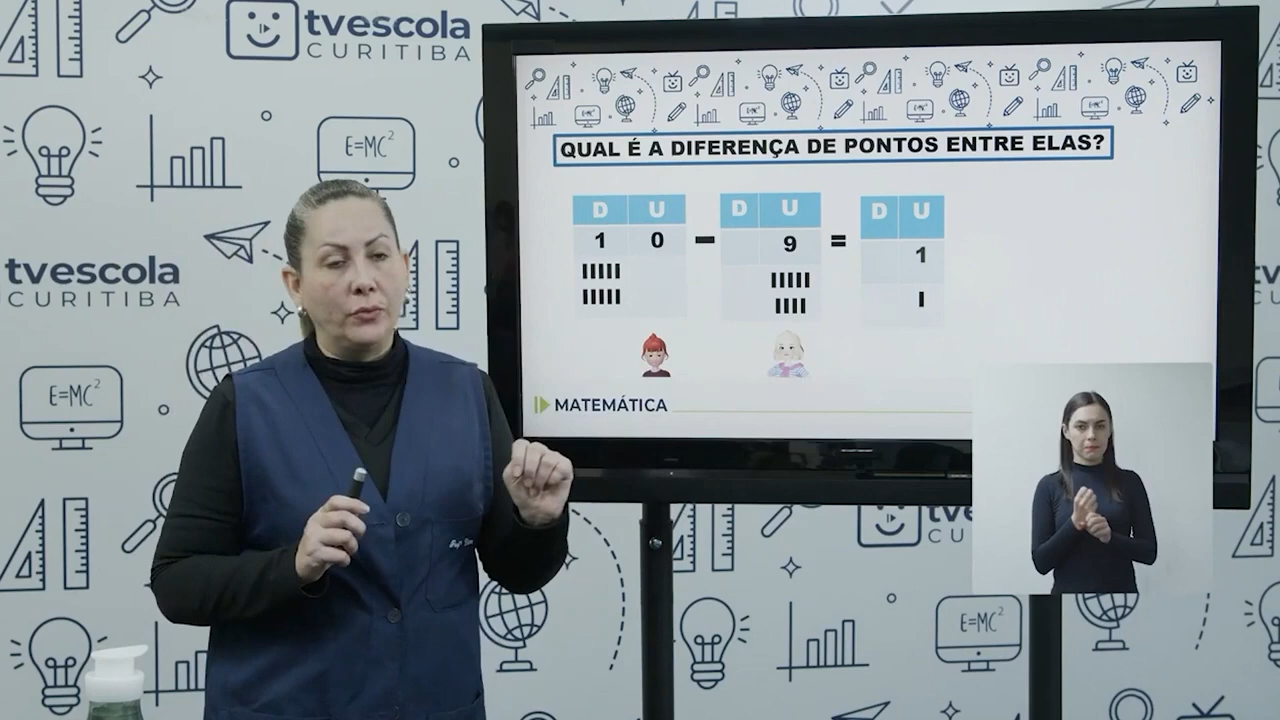 tvescola
CURITIBA
E=MC²
tvescola
CURITIBA
E=MC²
QUAL É A DIFERENÇA DE PONTOS ENTRE ELAS?
D U
1 0
-
D U
9
=
D U
1
MATEMÁTICA
CU
E=MC²